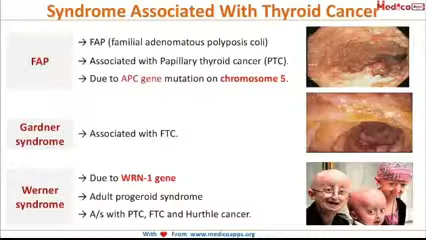 Syndrome Associated With Thyroid Cancer
Medico Apps
FAP
→ FAP (familial adenomatous polyposis coli)
→ Associated with Papillary thyroid cancer (PTC).
→ Due to APC gene mutation on chromosome 5.
Gardner
syndrome
→ Associated with FTC.
Werner
syndrome
→ Due to WRN-1 gene
→ Adult progeroid syndrome
→ A/s with PTC, FTC and Hurthle cancer.
With ❤ From www.medicoapps.org